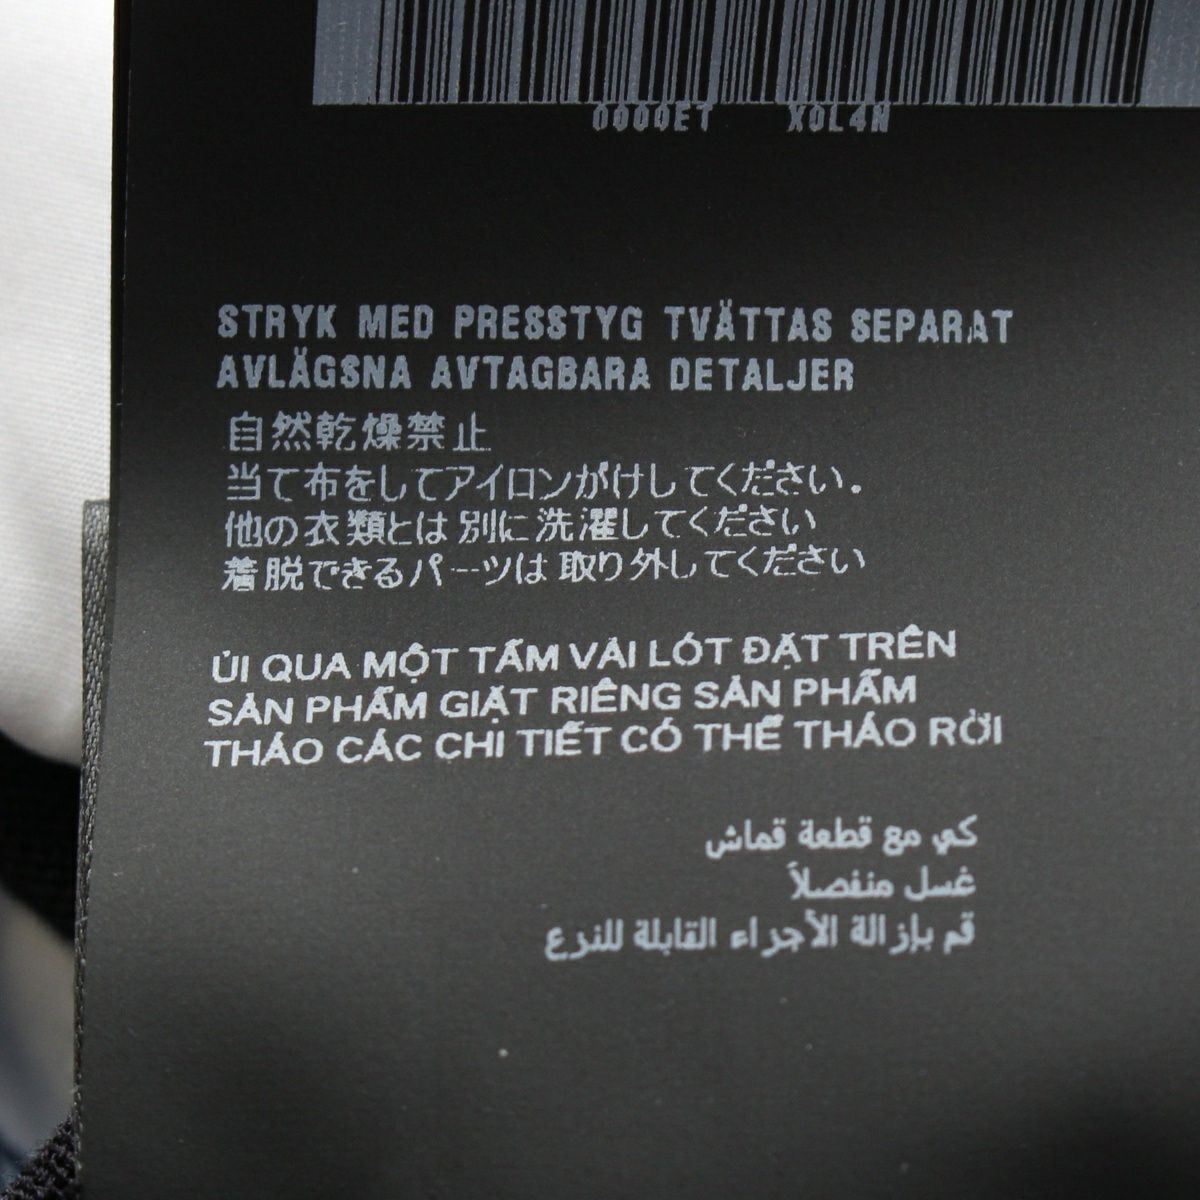 0000ET X0L4N
STRYK MED PRESSTYG TVÄTTAS SEPARAT
AVLÄGSNA AVTAGBARA DETALJER
自然乾燥禁止
当て布をしてアイロンがけしてください.
他の衣類とは別に洗濯してください
着脱できるパーツは取り外してください
ỦI QUA MỘT TẤM VẢI LÓT ĐẶT TRÊN
SẢN PHẨM GIẶT RIÊNG SẢN PHẨM
THÁO CÁC CHI TIẾT CÓ THỂ THÁO RỜI
كي مع قطعة قماش
غسل منفصلاً
قم بإزالة الأجزاء القابلة للنزع